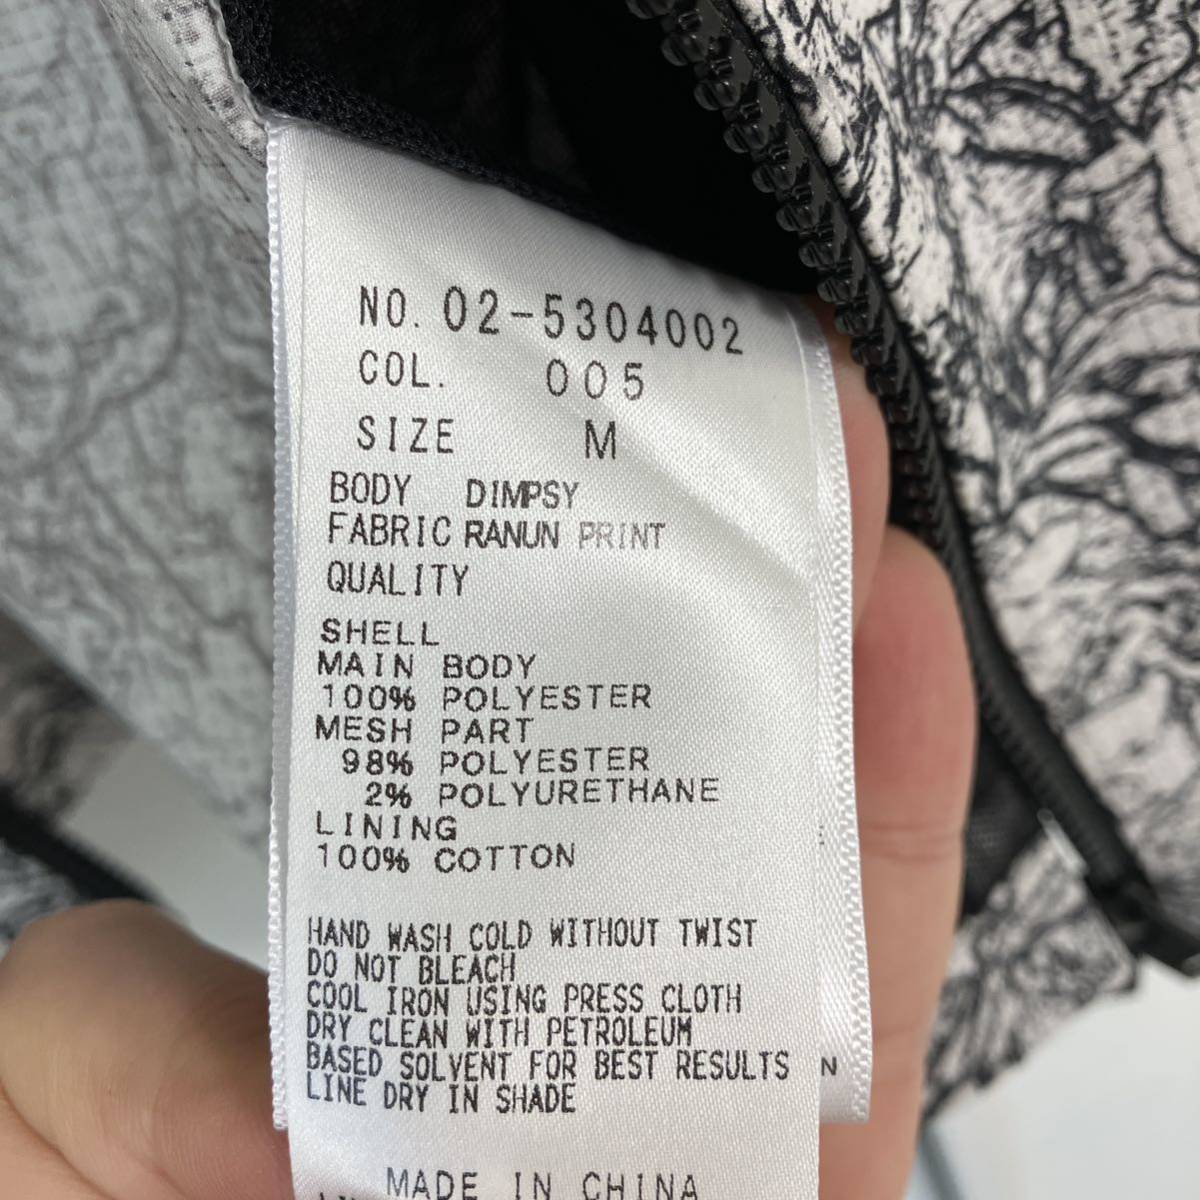 NO. 02-5304002
COL. 005
SIZE M
BODY DIMPSY
FABRIC RANUN PRINT
QUALITY
SHELL
MAIN BODY
100% POLYESTER
MESH PART
98% POLYESTER
2% POLYURETHANE
LINING
100% COTTON
HAND WASH COLD WITHOUT TWIST
DO NOT BLEACH
COOL IRON USING PRESS CLOTH
DRY CLEAN WITH PETROLEUM
BASED SOLVENT FOR BEST RESULTS N
LINE DRY IN SHADE
MADE IN CHINA